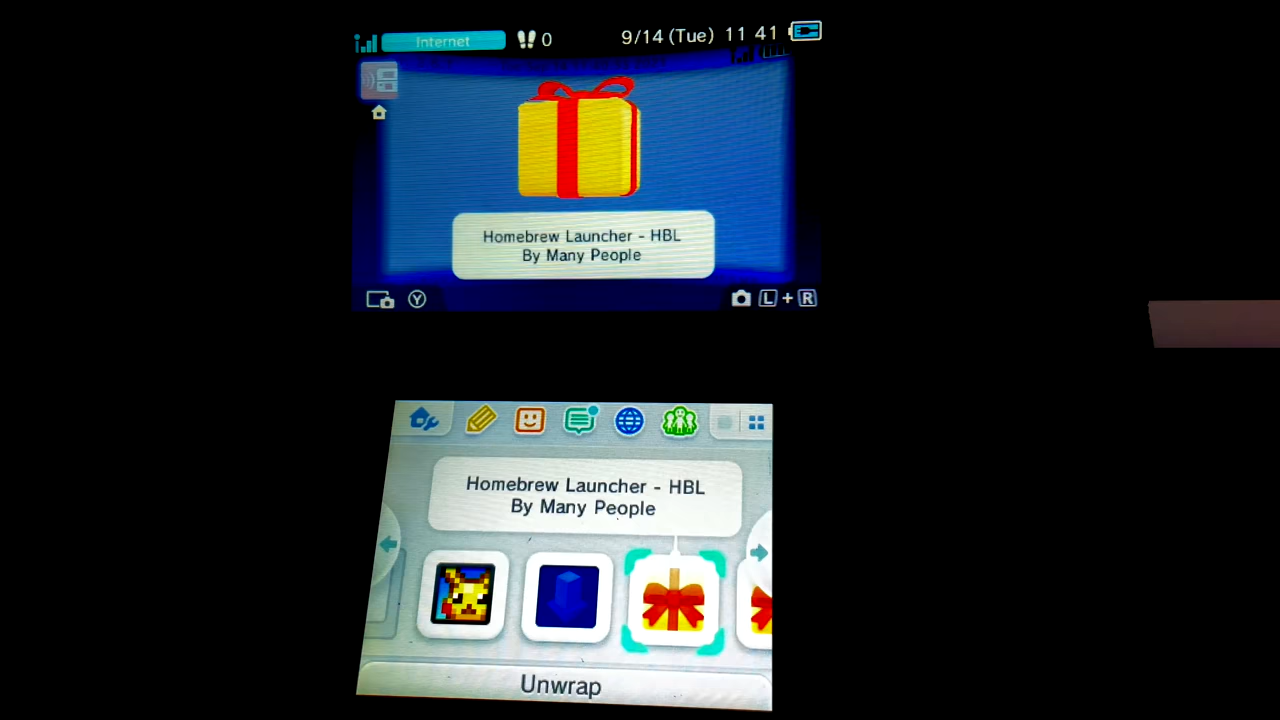 Internet 0 9/14 (Tue) 11 41
Homebrew Launcher - HBL
By Many People
Y L + R
Homebrew Launcher - HBL
By Many People
Unwrap